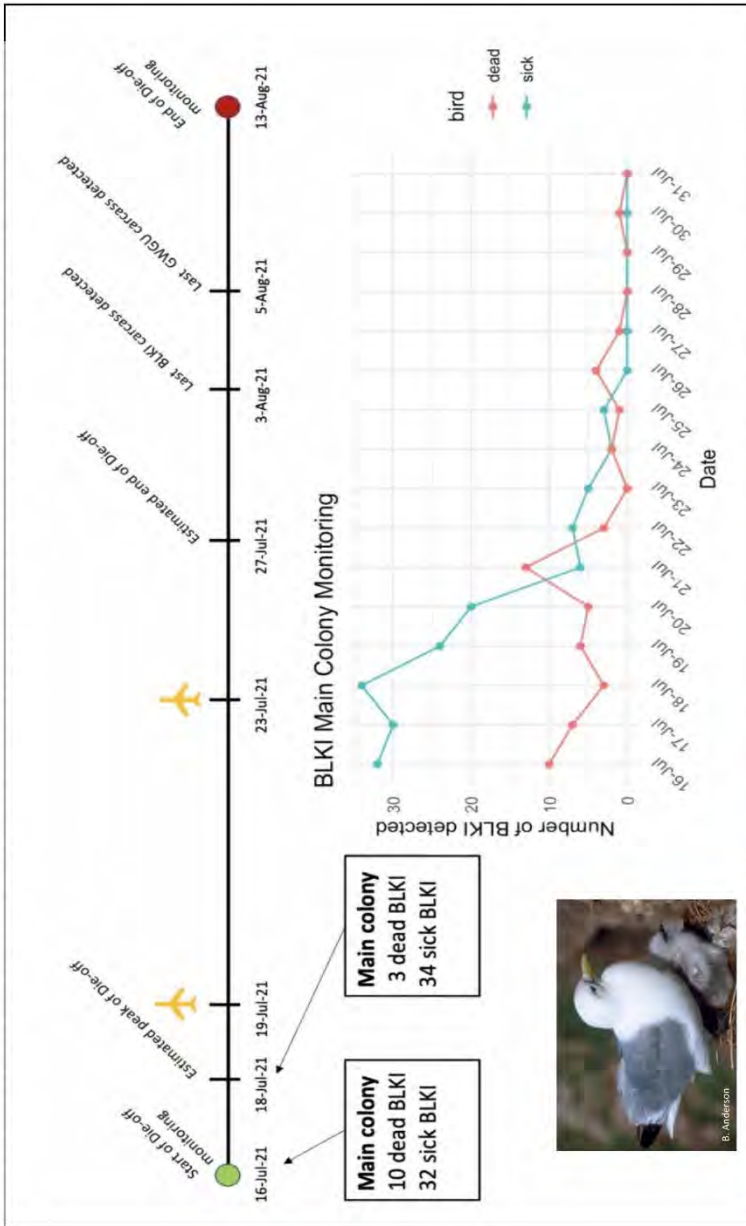 Start of Die-off
monitoring
Estimated peak of Die-off
Estimated end of Die-off
Last BLKI carcass detected
Last GWGU carcass detected
End of Die-off
monitoring
16-Jul-21
18-Jul-21
19-Jul-21
23-Jul-21
27-Jul-21
3-Aug-21
5-Aug-21
13-Aug-21
Main colony
10 dead BLKI
32 sick BLKI
Main colony
3 dead BLKI
34 sick BLKI
BLKI Main Colony Monitoring
Number of BLKI detected
30
20
10
0
16-Jul
17-Jul
18-Jul
19-Jul
20-Jul
21-Jul
22-Jul
23-Jul
24-Jul
25-Jul
26-Jul
27-Jul
28-Jul
29-Jul
30-Jul
31-Jul
Date
bird
dead
sick
B. Anderson